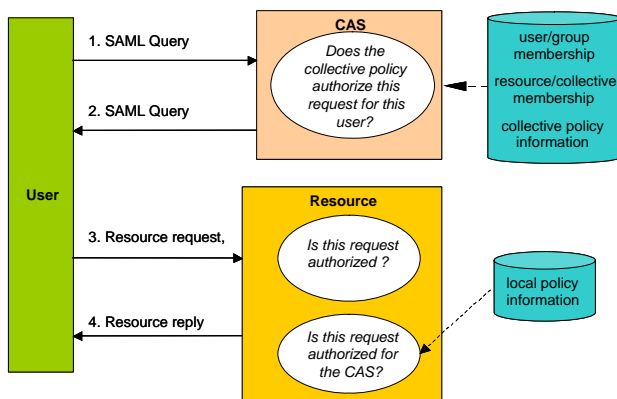 CAS
1. SAML Query
Does the
collective policy
authorize this
request for this
user?
2. SAML Query
user/group
membership
resource/collective
membership
collective policy
information
User
Resource
3. Resource request,
Is this request
authorized ?
4. Resource reply
Is this request
authorized for
the CAS?
local policy
information